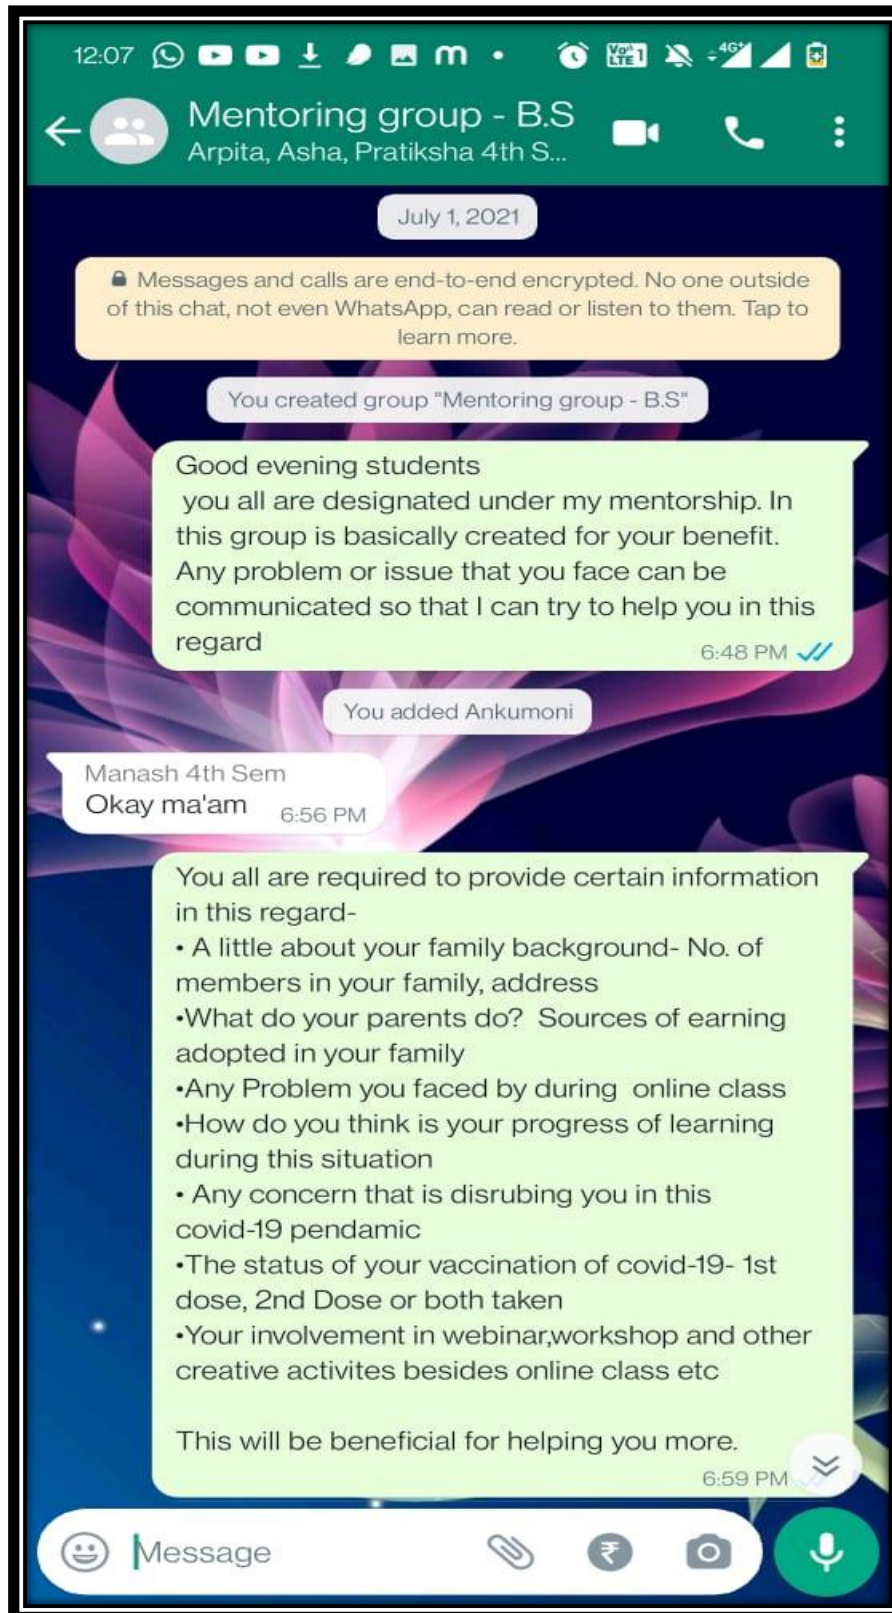 12:07
Vo LTE 1
4G+
Mentoring group - B.S
Arpita, Asha, Pratiksha 4th S...
July 1, 2021
Messages and calls are end-to-end encrypted. No one outside
of this chat, not even WhatsApp, can read or listen to them. Tap to
learn more.
You created group "Mentoring group - B.S"
Good evening students
you all are designated under my mentorship. In
this group is basically created for your benefit.
Any problem or issue that you face can be
communicated so that I can try to help you in this
regard
6:48 PM
You added Ankumoni
Manash 4th Sem
Okay ma'am
6:56 PM
You all are required to provide certain information
in this regard-
• A little about your family background- No. of
members in your family, address
•What do your parents do? Sources of earning
adopted in your family
•Any Problem you faced by during online class
•How do you think is your progress of learning
during this situation
• Any concern that is disrubing you in this
covid-19 pendamic
•The status of your vaccination of covid-19- 1st
dose, 2nd Dose or both taken
•Your involvement in webinar,workshop and other
creative activites besides online class etc
This will be beneficial for helping you more.
6:59 PM
Message